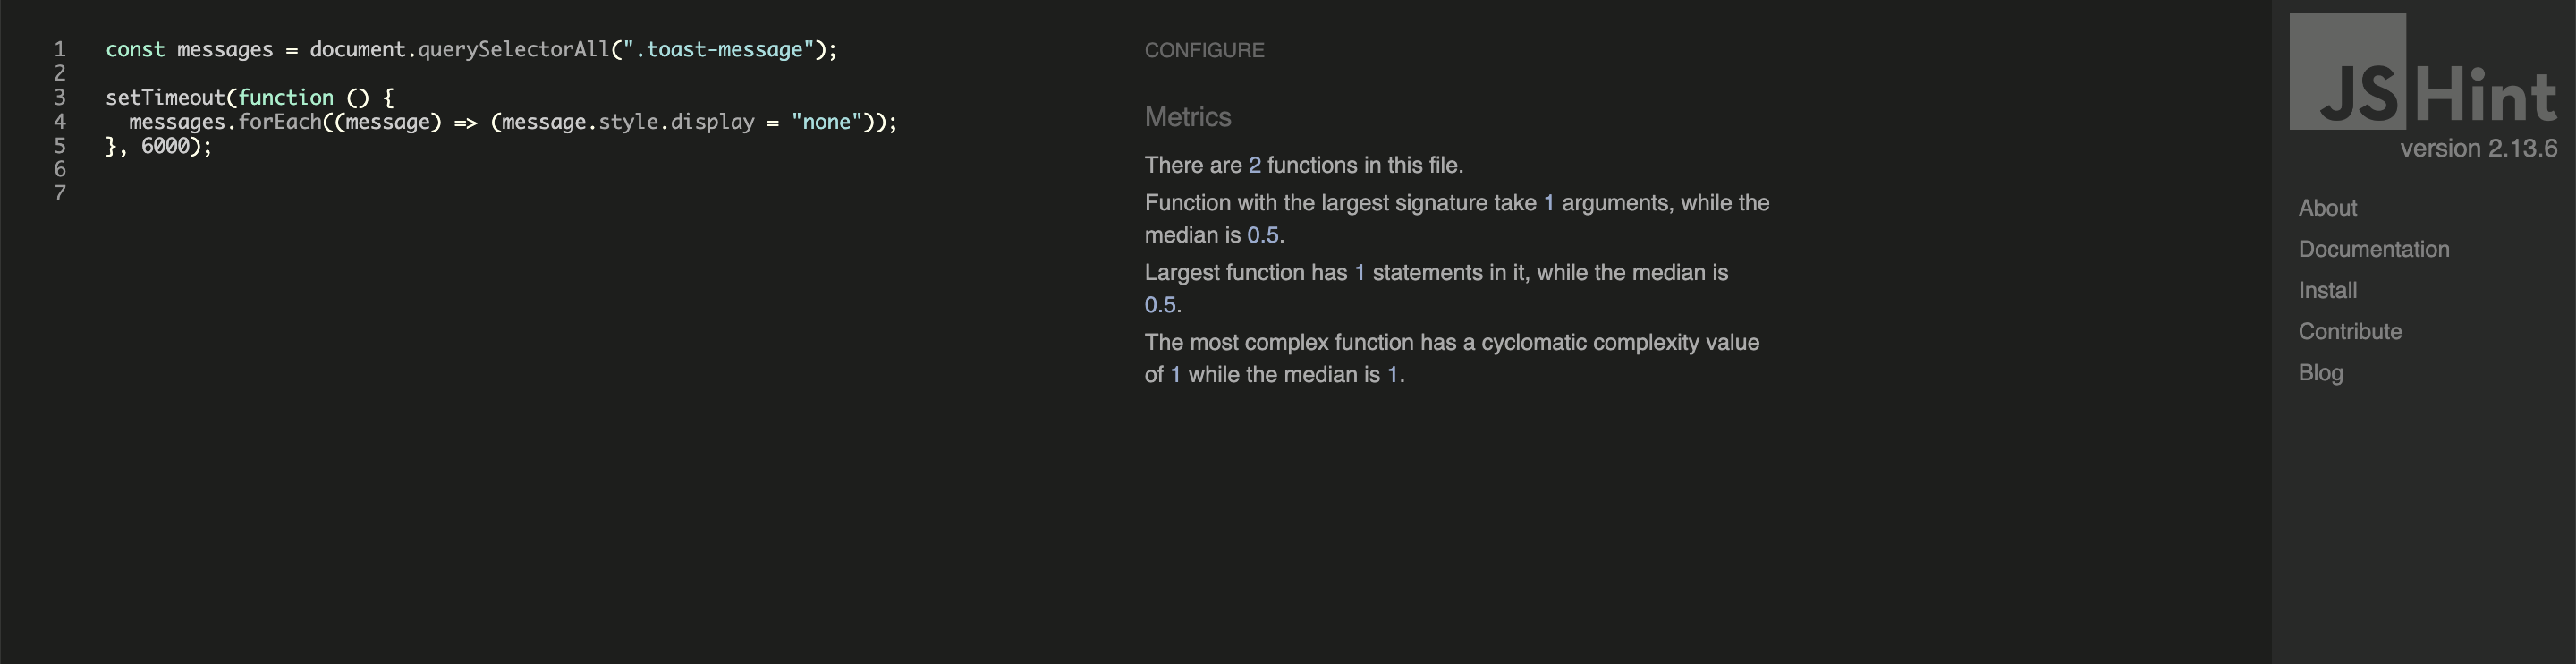 1 const messages = document.querySelectorAll(".toast-message");
2
3 setTimeout(function () {
4   messages.forEach((message) => (message.style.display = "none"));
5 }, 6000);
6
7
CONFIGURE
Metrics
There are 2 functions in this file.
Function with the largest signature take 1 arguments, while the
median is 0.5.
Largest function has 1 statements in it, while the median is
0.5.
The most complex function has a cyclomatic complexity value
of 1 while the median is 1.
JSHint
version 2.13.6
About
Documentation
Install
Contribute
Blog